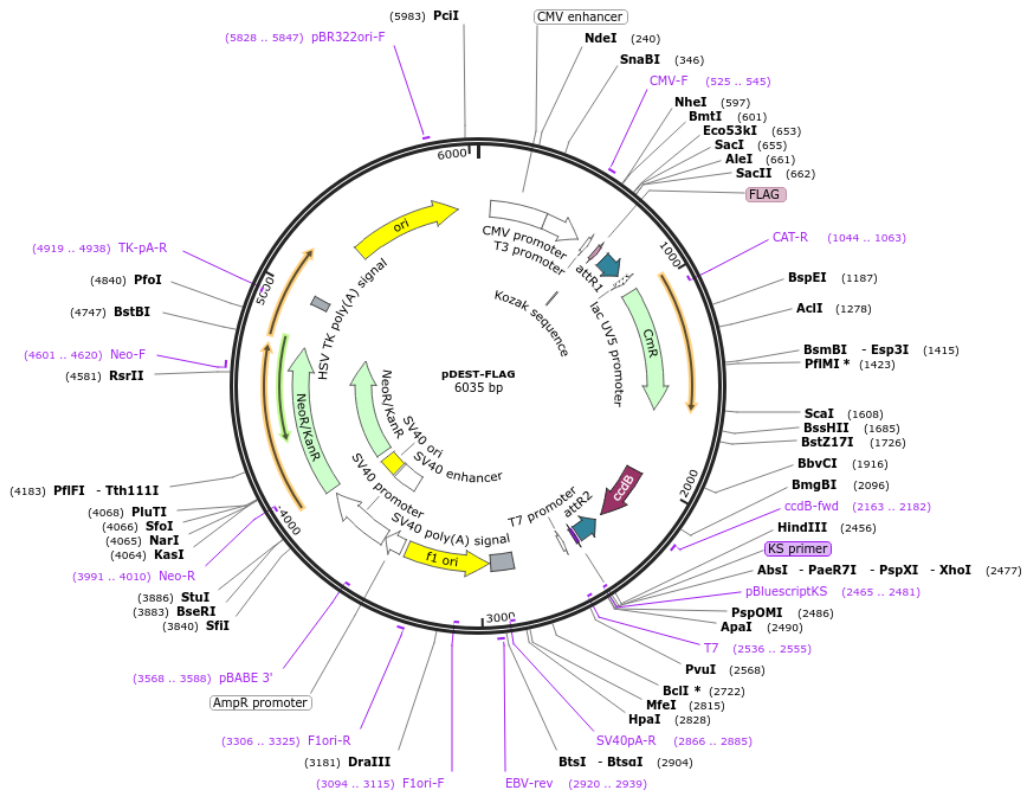 (5983) PciI
CMV enhancer
(5828 .. 5847) pBR322ori-F
NdeI (240)
SnaBI (346)
CMV-F (525 .. 545)
NheI (597)
BmtI (601)
Eco53kI (653)
SacI (655)
AleI (661)
SacII (662)
FLAG
6000
ori
CMV promoter
T3 promoter
attR1
1000
CAT-R (1044 .. 1063)
(4919 .. 4938) TK-pA-R
(4840) PfoI
(4747) BstBI
5000
HSV TK poly(A) signal
Kozak sequence
lac UV5 promoter
CmR
BspEI (1187)
AclI (1278)
(4601 .. 4620) Neo-F
(4581) RsrII
BsmBI - Esp3I (1415)
PflMI * (1423)
pDEST-FLAG
6035 bp
NeoR/KanR
NeoR/KanR
SV40 ori
SV40 enhancer
SV40 promoter
SV40 poly(A) signal
ScaI (1608)
BssHII (1685)
BstZ17I (1726)
BbvCI (1916)
BmgBI (2096)
ccdB-fwd (2163 .. 2182)
2000
ccdB
T7 promoter
attR2
f1 ori
(4183) PflFI - Tth111I
(4068) PluTI
(4066) SfoI
(4065) NarI
(4064) KasI
4000
(3991 .. 4010) Neo-R
(3886) StuI
(3883) BseRI
(3840) SfiI
HindIII (2456)
KS primer
AbsI - PaeR7I - PspXI - XhoI (2477)
pBluescriptKS (2465 .. 2481)
PspOMI (2486)
ApaI (2490)
3000
T7 (2536 .. 2555)
PvuI (2568)
(3568 .. 3588) pBABE 3'
BclI * (2722)
AmpR promoter
MfeI (2815)
HpaI (2828)
(3306 .. 3325) F1ori-R
SV40pA-R (2866 .. 2885)
(3181) DraIII
BtsI - BtsαI (2904)
(3094 .. 3115) F1ori-F
EBV-rev (2920 .. 2939)